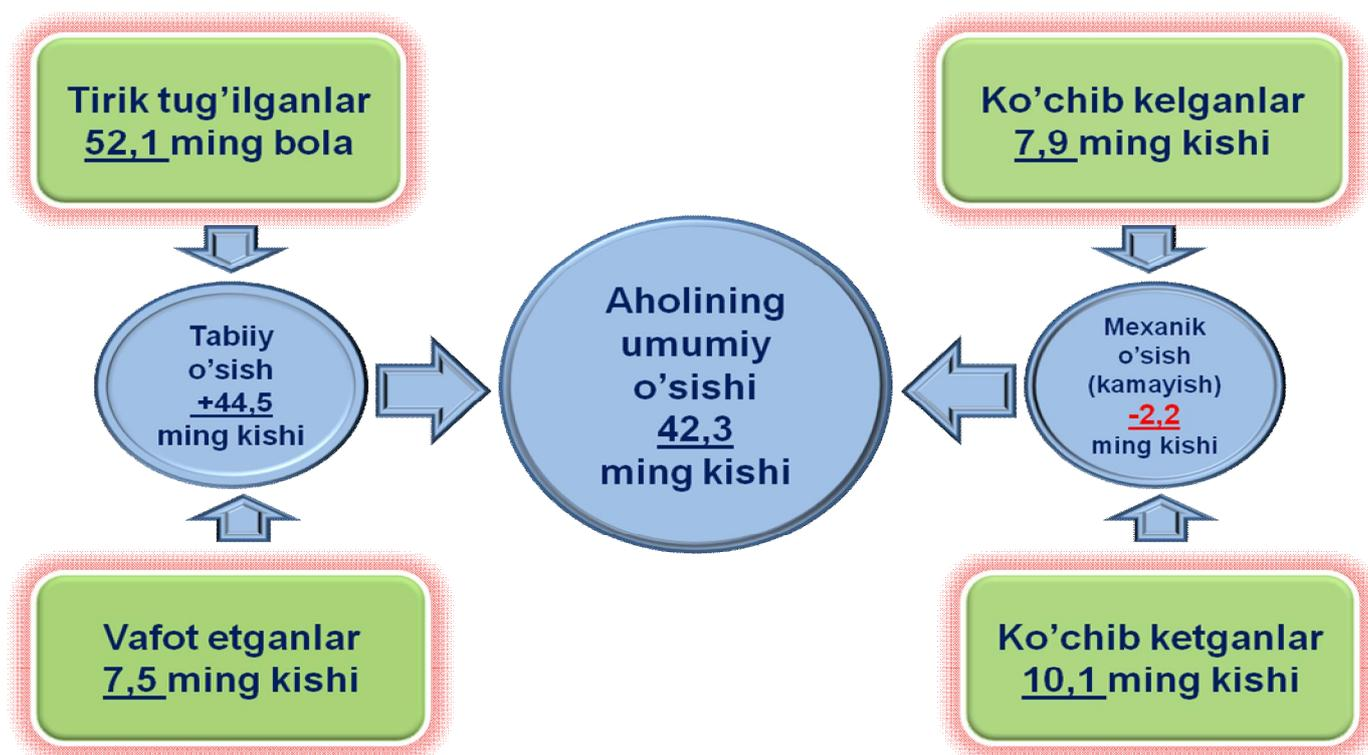 Tirik tug’ilganlar
52,1 ming bola
Ko’chib kelganlar
7,9 ming kishi
Tabiiy
o’sish
+44,5
ming kishi
Aholining
umumiy
o’sishi
42,3
ming kishi
Mexanik
o’sish
(kamayish)
-2,2
ming kishi
Vafot etganlar
7,5 ming kishi
Ko’chib ketganlar
10,1 ming kishi